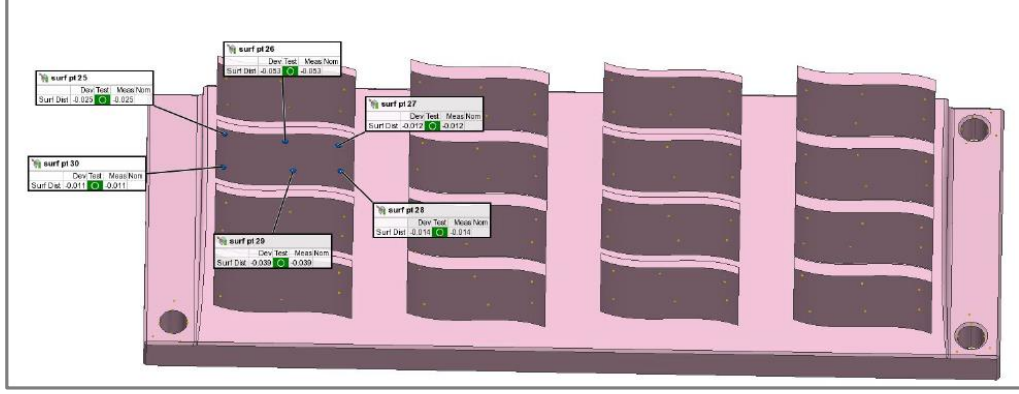 surf pt 26
Dev Test Meas Nom
Surf Dist -0.053 -0.053
surf pt 25
Dev Test Meas Nom
Surf Dist -0.025 -0.025
surf pt 27
Dev Test Meas Nom
Surf Dist -0.012 -0.012
surf pt 30
Dev Test Meas Nom
Surf Dist -0.011 -0.011
surf pt 28
Dev Test Meas Nom
Surf Dist -0.014 -0.014
surf pt 29
Dev Test Meas Nom
Surf Dist -0.039 -0.039